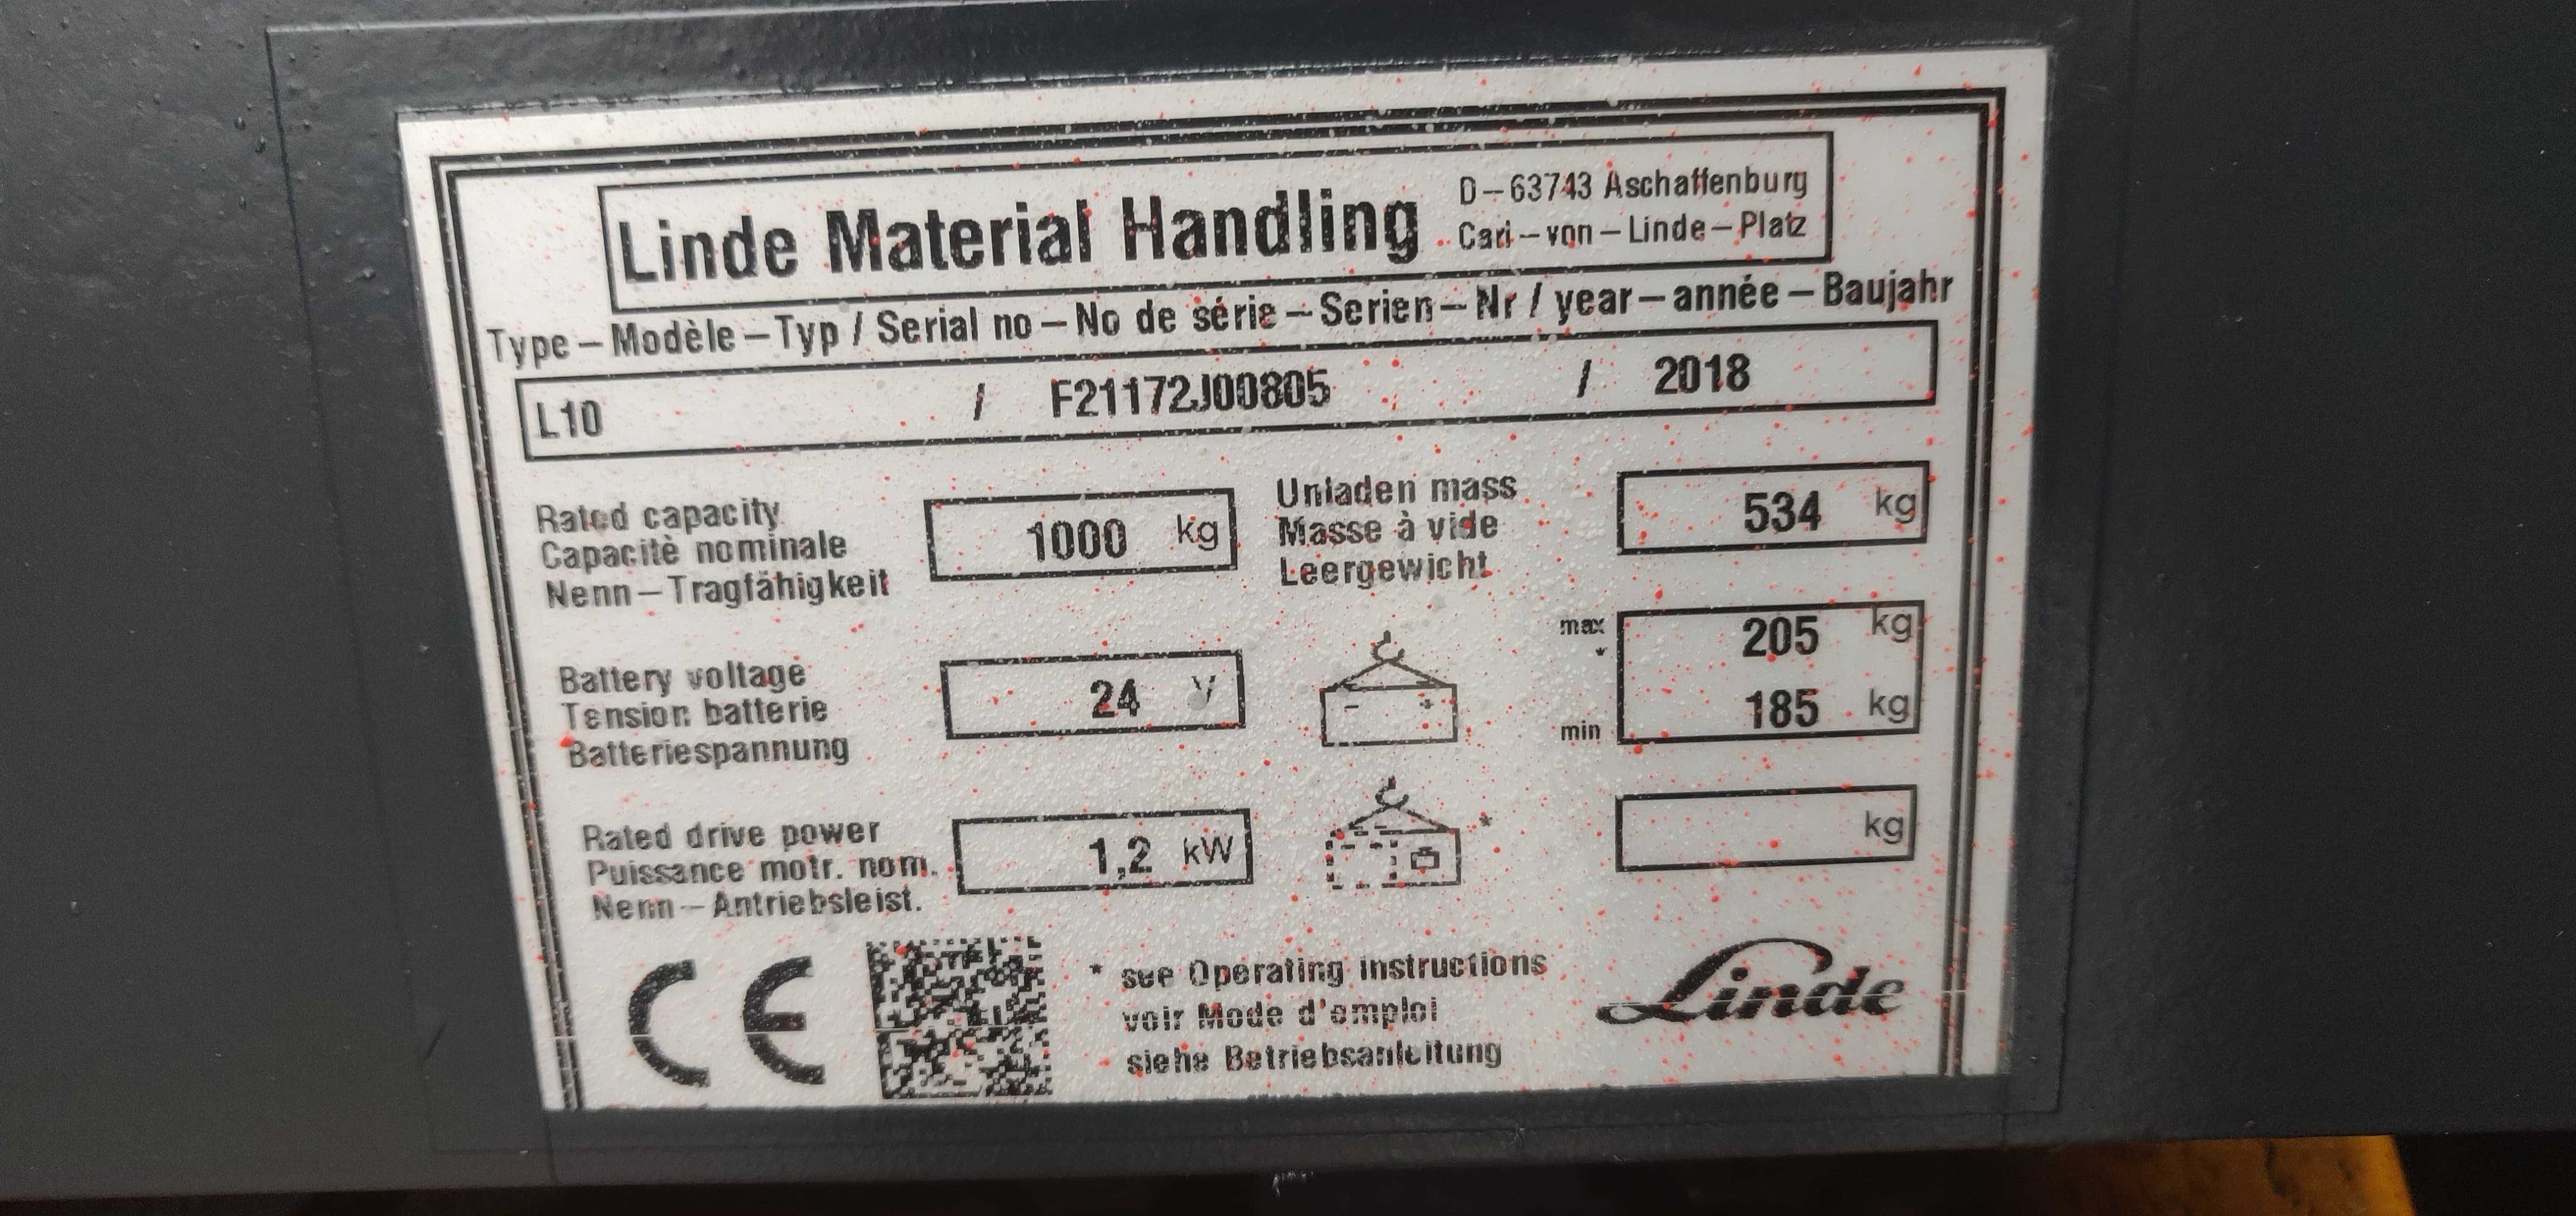 Linde Material Handling
D-63743 Aschaffenburg
Carl-von-Linde-Platz
Type-Modèle-Typ / Serial no-No de série-Serien-Nr / year-année-Baujahr
L10 / F21172J00805 / 2018
Rated capacity
Capacitè nominale
Nenn-Tragfähigkeit
1000 kg
Unladen mass
Masse à vide
Leergewicht
534 kg
Battery voltage
Tension batterie
Batteriespannung
24 V
- +
max
*
205 kg
min
185 kg
Rated drive power
Puissance motr. nom.
Nenn-Antriebsleist.
1,2 kW
*
kg
CE
* see Operating instructions
voir Mode d'emploi
siehe Betriebsanleitung
Linde